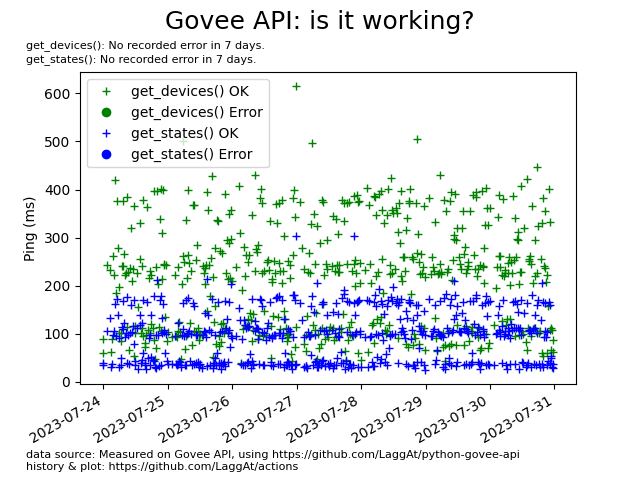 Govee API: is it working?
get_devices(): No recorded error in 7 days.
get_states(): No recorded error in 7 days.
get_devices() OK
get_devices() Error
get_states() OK
get_states() Error
Ping (ms)
600
500
400
300
200
100
0
2023-07-24
2023-07-25
2023-07-26
2023-07-27
2023-07-28
2023-07-29
2023-07-30
2023-07-31
data source: Measured on Govee API, using https://github.com/LaggAt/python-govee-api
history & plot: https://github.com/LaggAt/actions